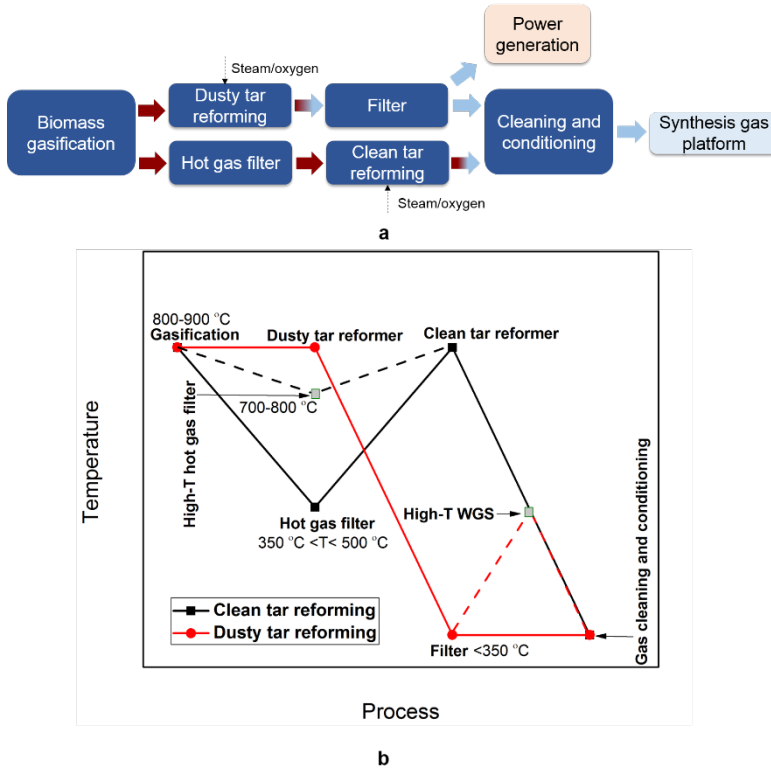 Power
generation
Steam/oxygen
Biomass
gasification
Dusty tar
reforming
Filter
Cleaning and
conditioning
Synthesis gas
platform
Hot gas filter
Clean tar
reforming
Steam/oxygen
a
Temperature
800-900 °C
Gasification
Dusty tar reformer
Clean tar reformer
High-T hot gas filter
700-800 °C
Hot gas filter
350 °C <T< 500 °C
High-T WGS
Gas cleaning and conditioning
Clean tar reforming
Dusty tar reforming
Filter <350 °C
Process
b